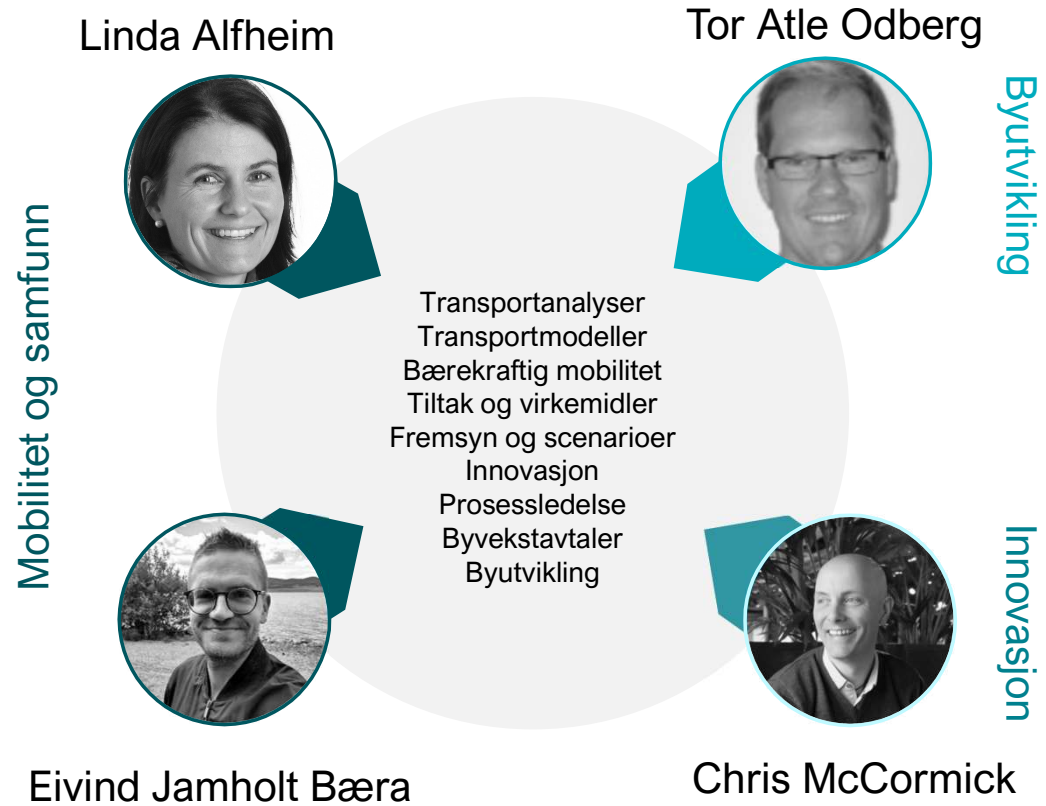 Linda Alfheim
Tor Atle Odberg
Mobilitet og samfunn
Byutvikling
Transportanalyser
Transportmodeller
Bærekraftig mobilitet
Tiltak og virkemidler
Fremsyn og scenarioer
Innovasjon
Prosessledelse
Byvekstavtaler
Byutvikling
Innovasjon
Eivind Jamholt Bæra
Chris McCormick